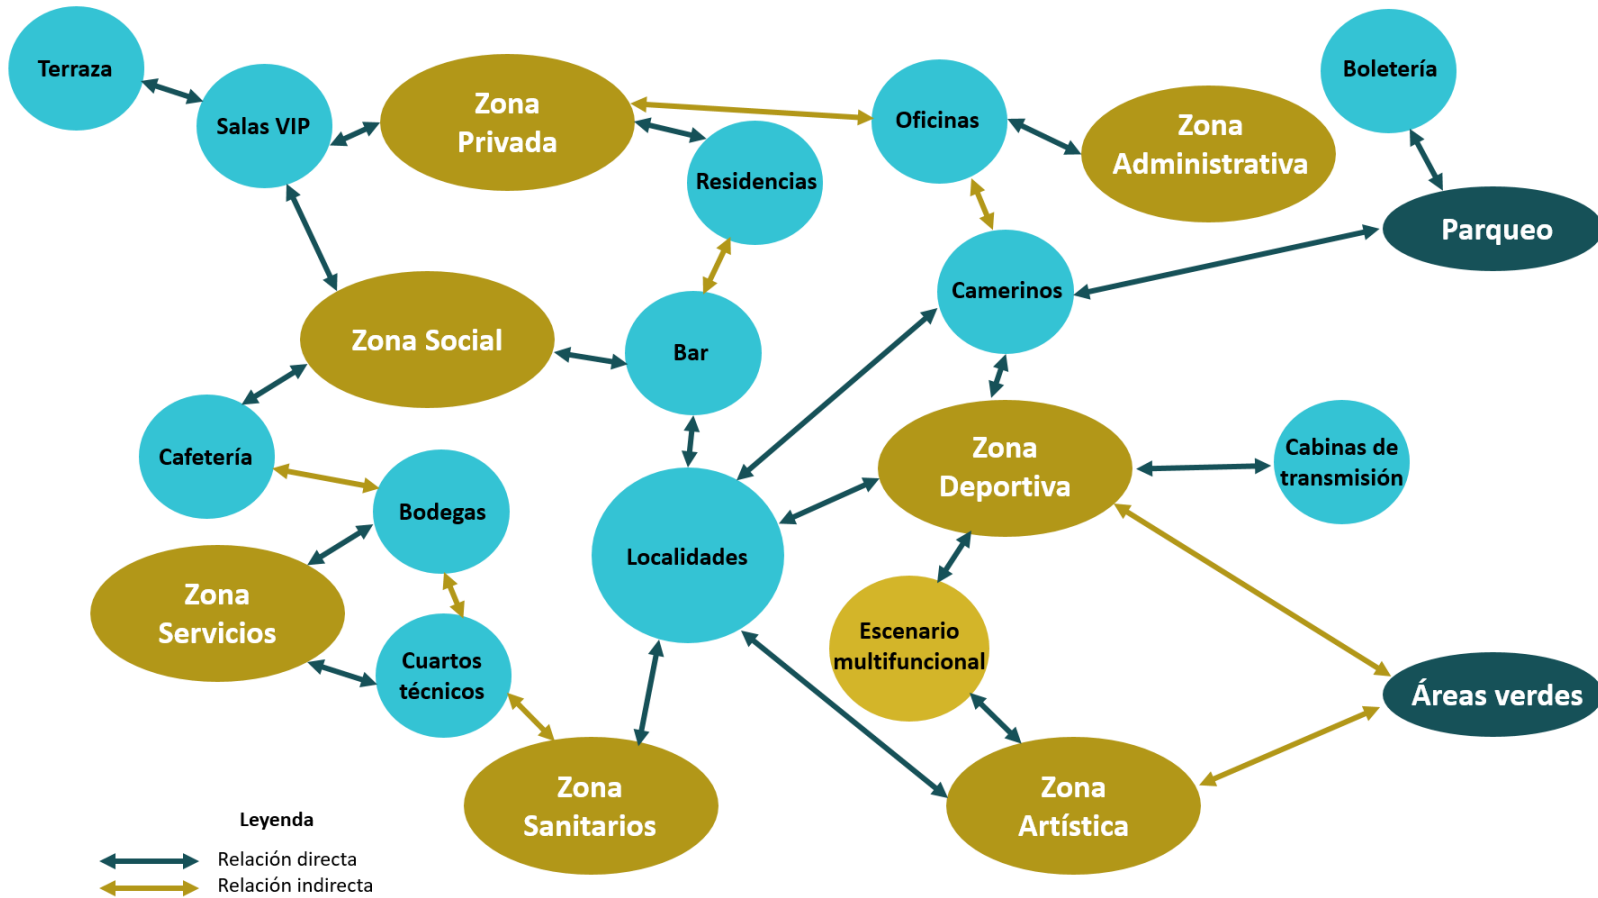 Terraza
Salas VIP
Zona
Privada
Oficinas
Zona
Administrativa
Boletería
Residencias
Parqueo
Camerinos
Zona Social
Bar
Cafetería
Zona
Deportiva
Cabinas de
transmisión
Bodegas
Localidades
Zona
Servicios
Escenario
multifuncional
Cuartos
técnicos
Áreas verdes
Zona
Sanitarios
Zona
Artística
Leyenda
Relación directa
Relación indirecta